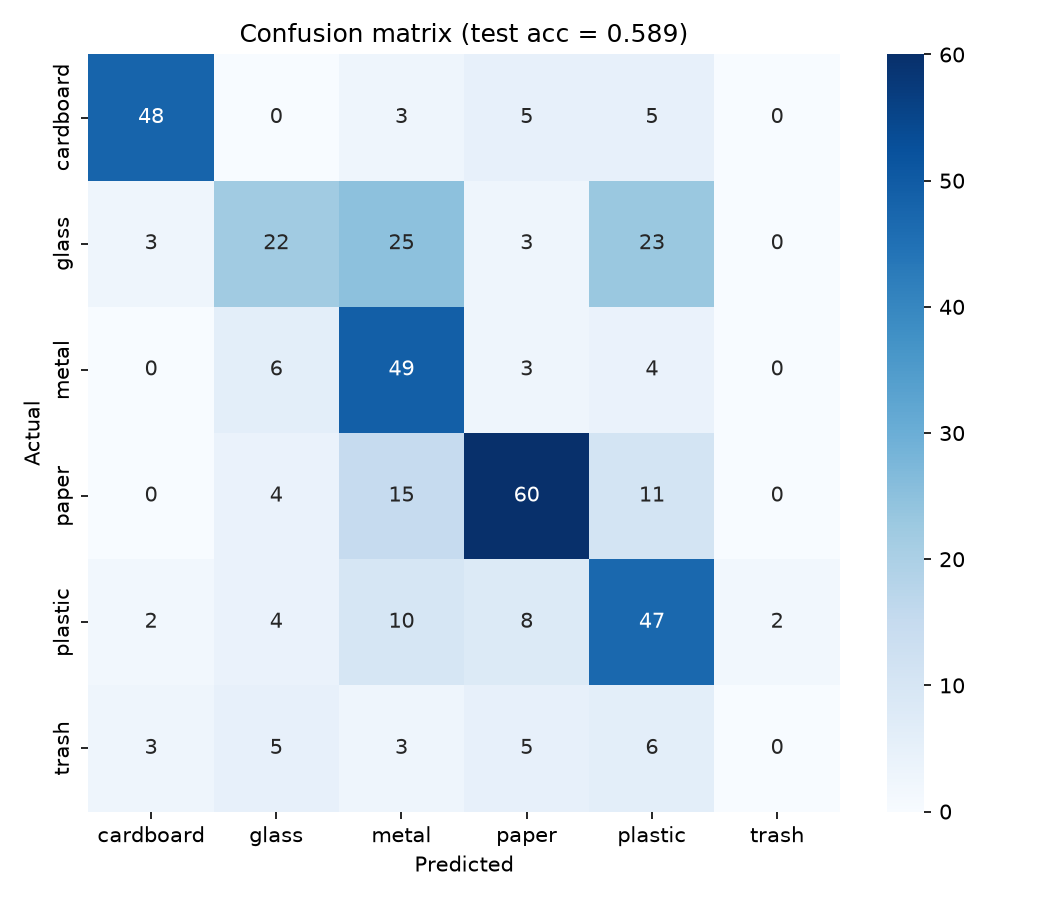 Confusion matrix (test acc = 0.589)
Actual
cardboard 48 0 3 5 5 0
glass 3 22 25 3 23 0
metal 0 6 49 3 4 0
paper 0 4 15 60 11 0
plastic 2 4 10 8 47 2
trash 3 5 3 5 6 0
cardboard glass metal paper plastic trash
Predicted
60
50
40
30
20
10
0